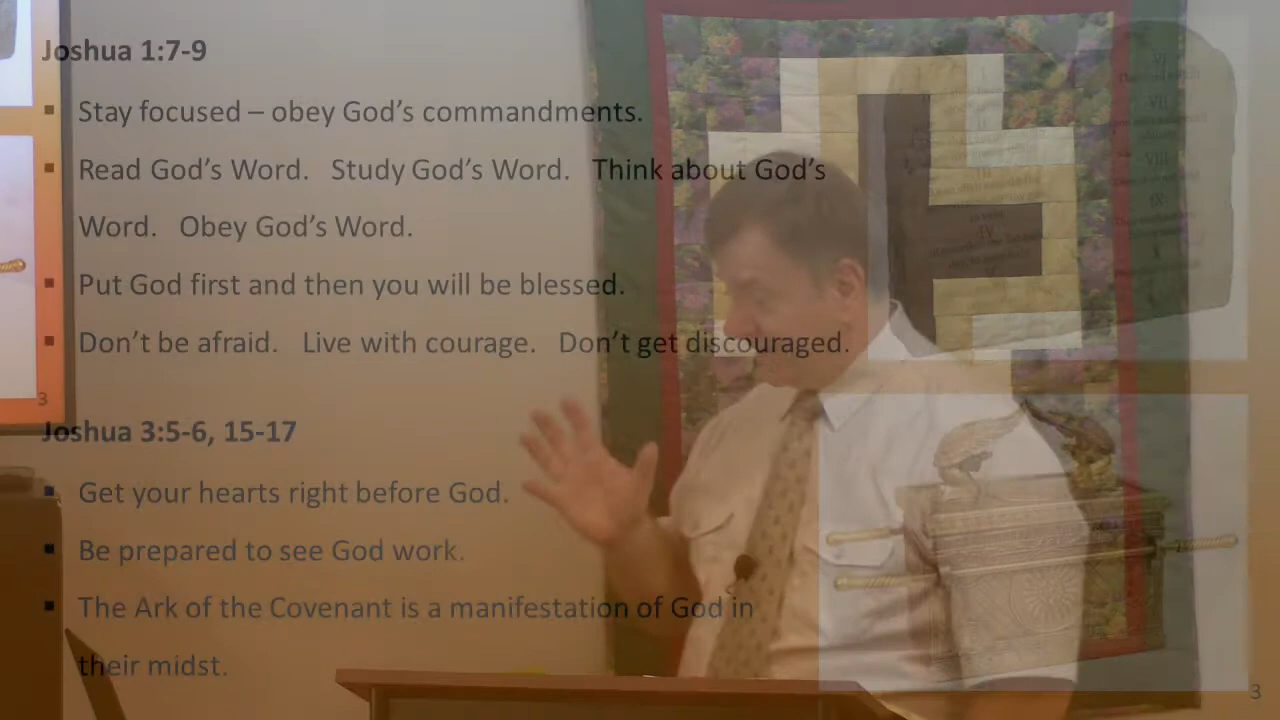 Joshua 1:7-9
▪ Stay focused – obey God’s commandments.
▪ Read God’s Word. Study God’s Word. Think about God’s
Word. Obey God’s Word.
▪ Put God first and then you will be blessed.
▪ Don’t be afraid. Live with courage. Don’t get discouraged.
3
Joshua 3:5-6, 15-17
▪ Get your hearts right before God.
▪ Be prepared to see God work.
▪ The Ark of the Covenant is a manifestation of God in
their midst.
3